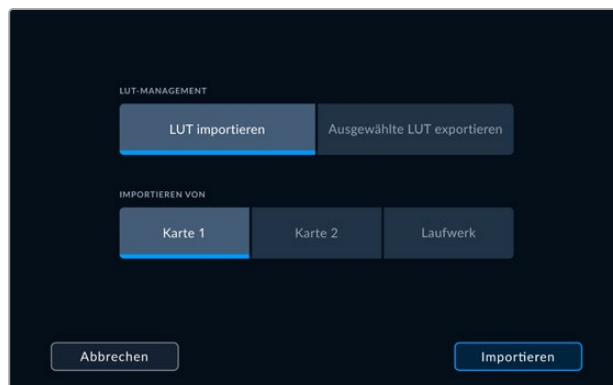 LUT-MANAGEMENT
LUT importieren
Ausgewählte LUT exportieren
IMPORTIEREN VON
Karte 1
Karte 2
Laufwerk
Abbrechen
Importieren